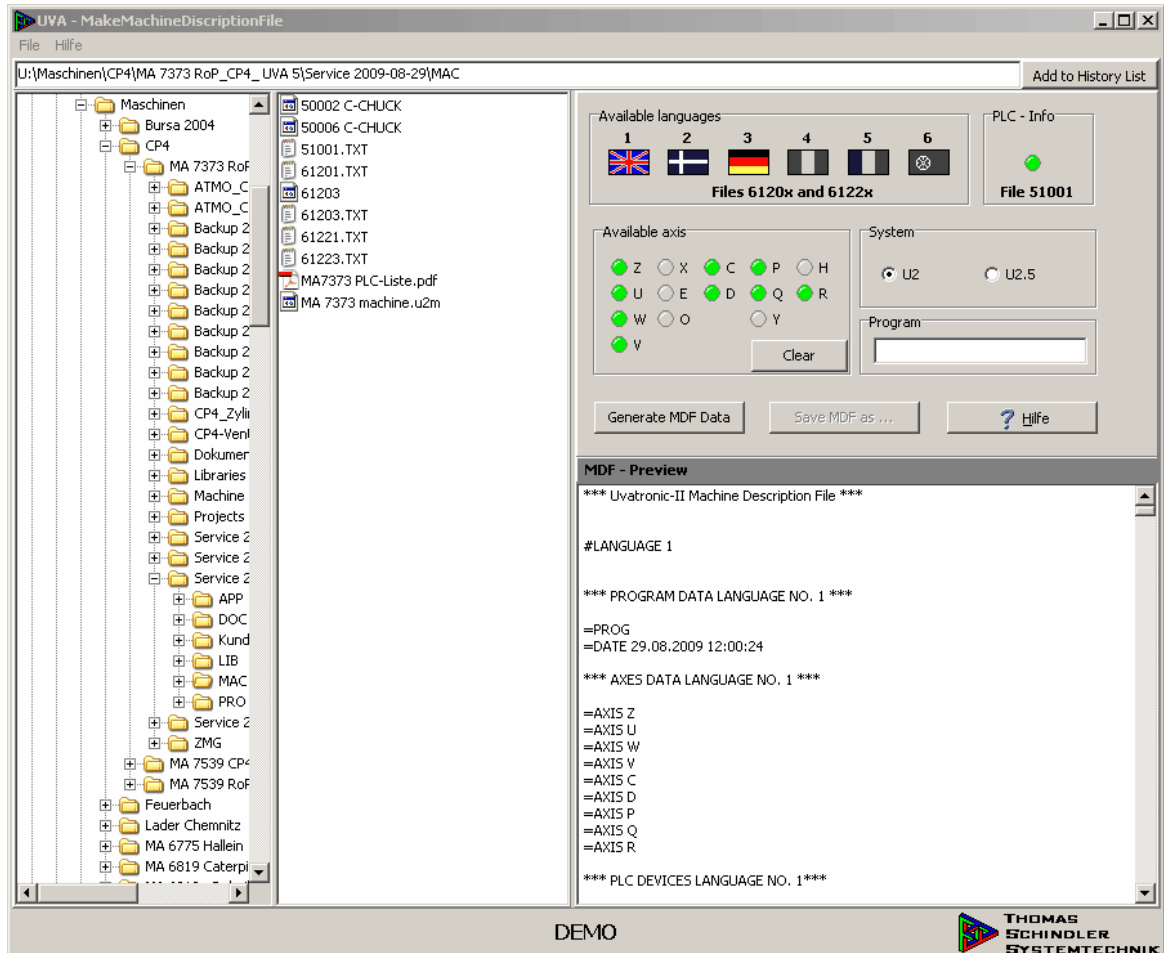 UVA - MakeMachineDiscriptionFile
File Hilfe
U:\Maschinen\CP4\MA 7373 RoP_CP4_ UVA 5\Service 2009-08-29\MAC
Add to History List
Maschinen
Bursa 2004
CP4
MA 7373 RoP
ATMO_C
ATMO_C
Backup 2
Backup 2
Backup 2
Backup 2
Backup 2
Backup 2
Backup 2
Backup 2
Backup 2
CP4_Zylin
CP4-Vent
Dokumen
Libraries
Machine
Projects
Service 2
Service 2
Service 2
APP
DOC
Kund
LIB
MAC
PRO
Service 2
ZMG
MA 7539 CP4
MA 7539 RoP
Feuerbach
Lader Chemnitz
MA 6775 Hallein
MA 6819 Caterpi
50002 C-CHUCK
50006 C-CHUCK
51001.TXT
61201.TXT
61203
61203.TXT
61221.TXT
61223.TXT
MA7373 PLC-Liste.pdf
MA 7373 machine.u2m
Available languages
1 2 3 4 5 6
Files 6120x and 6122x
PLC - Info
File 51001
Available axis
Z X C P H
U E D Q R
W O Y
V
Clear
System
U2 U2.5
Program
Generate MDF Data
Save MDF as ...
? Hilfe
MDF - Preview
*** Uvatronic-II Machine Description File ***
#LANGUAGE 1
*** PROGRAM DATA LANGUAGE NO. 1 ***
=PROG
=DATE 29.08.2009 12:00:24
*** AXES DATA LANGUAGE NO. 1 ***
=AXIS Z
=AXIS U
=AXIS W
=AXIS V
=AXIS C
=AXIS D
=AXIS P
=AXIS Q
=AXIS R
*** PLC DEVICES LANGUAGE NO. 1***
DEMO
THOMAS
SCHINDLER
SYSTEMTECHNIK